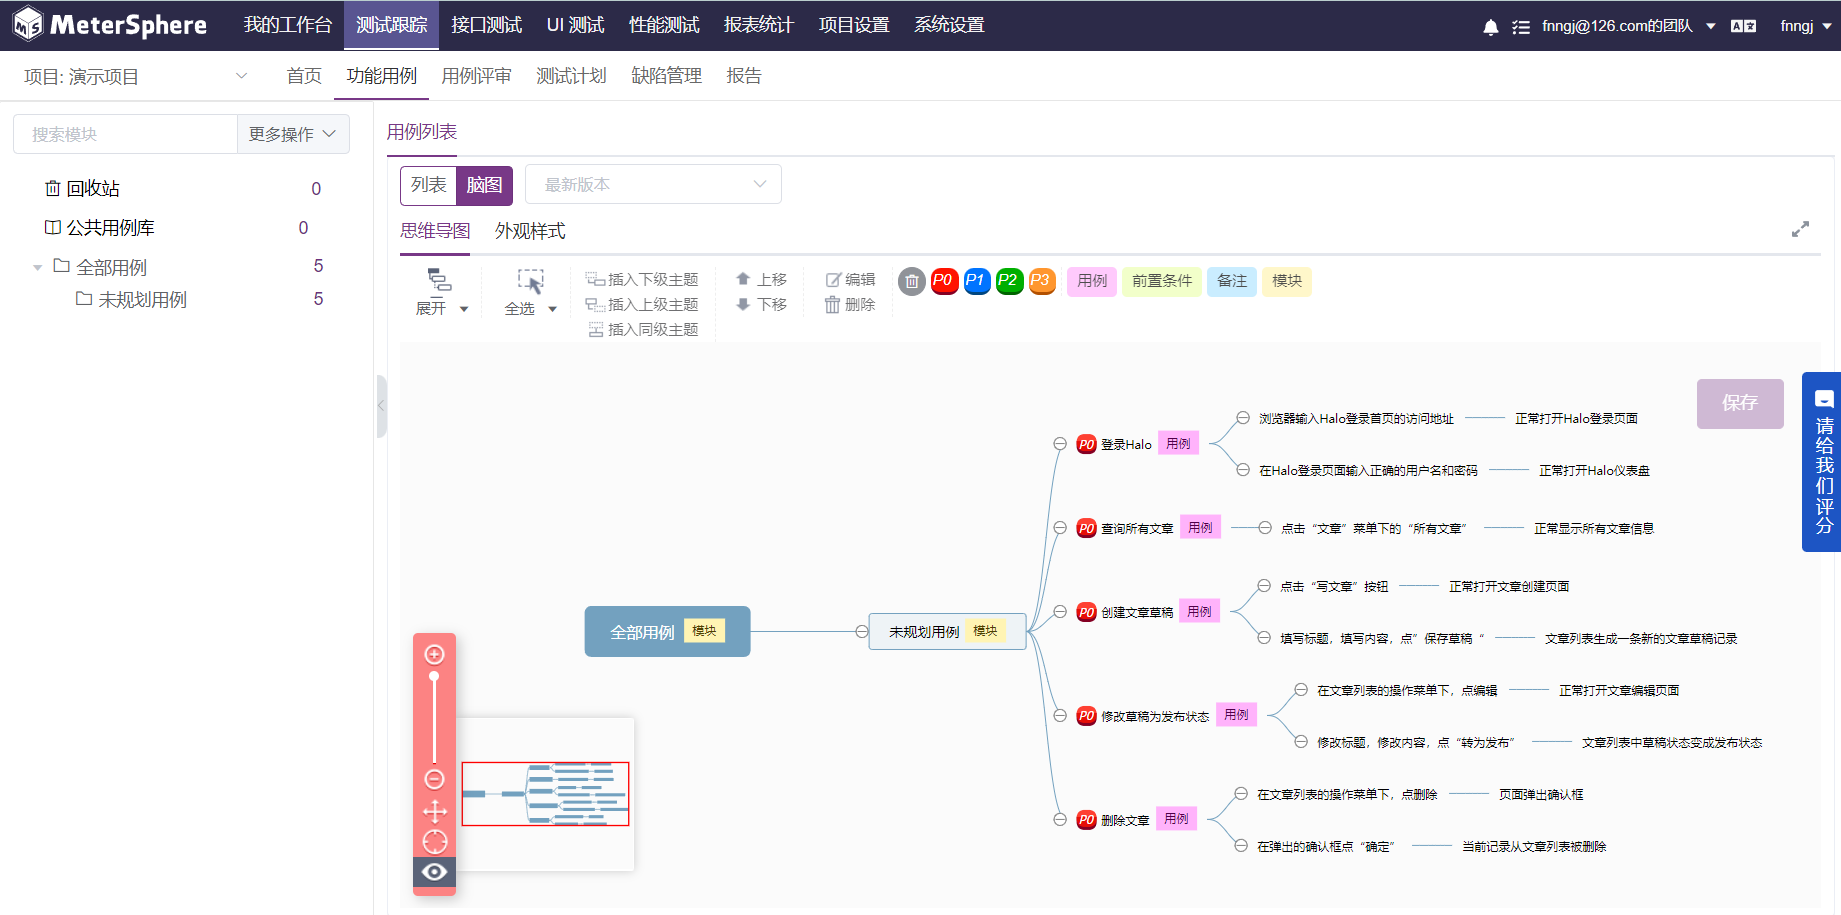 MeterSphere 我的工作台 测试跟踪 接口测试 UI 测试 性能测试 报表统计 项目设置 系统设置 fnngj@126.com的团队 fnngj
项目: 演示项目 首页 功能用例 用例评审 测试计划 缺陷管理 报告
搜索模块 更多操作
回收站 0
公共用例库 0
全部用例 5
未规划用例 5
用例列表
列表 脑图 最新版本
思维导图 外观样式
展开 全选
插入下级主题
插入上级主题
插入同级主题
上移
下移
编辑
删除
P0 P1 P2 P3 用例 前置条件 备注 模块
保存
请给我们评分
全部用例 模块
未规划用例 模块
P0 登录Halo 用例
浏览器输入Halo登录首页的访问地址 正常打开Halo登录页面
在Halo登录页面输入正确的用户名和密码 正常打开Halo仪表盘
P0 查询所有文章 用例
点击“文章”菜单下的“所有文章” 正常显示所有文章信息
P0 创建文章草稿 用例
点击“写文章”按钮 正常打开文章创建页面
填写标题，填写内容，点”保存草稿“ 文章列表生成一条新的文章草稿记录
P0 修改草稿为发布状态 用例
在文章列表的操作菜单下，点编辑 正常打开文章编辑页面
修改标题，修改内容，点“转为发布” 文章列表中草稿状态变成发布状态
P0 删除文章 用例
在文章列表的操作菜单下，点删除 页面弹出确认框
在弹出的确认框点“确定” 当前记录从文章列表被删除